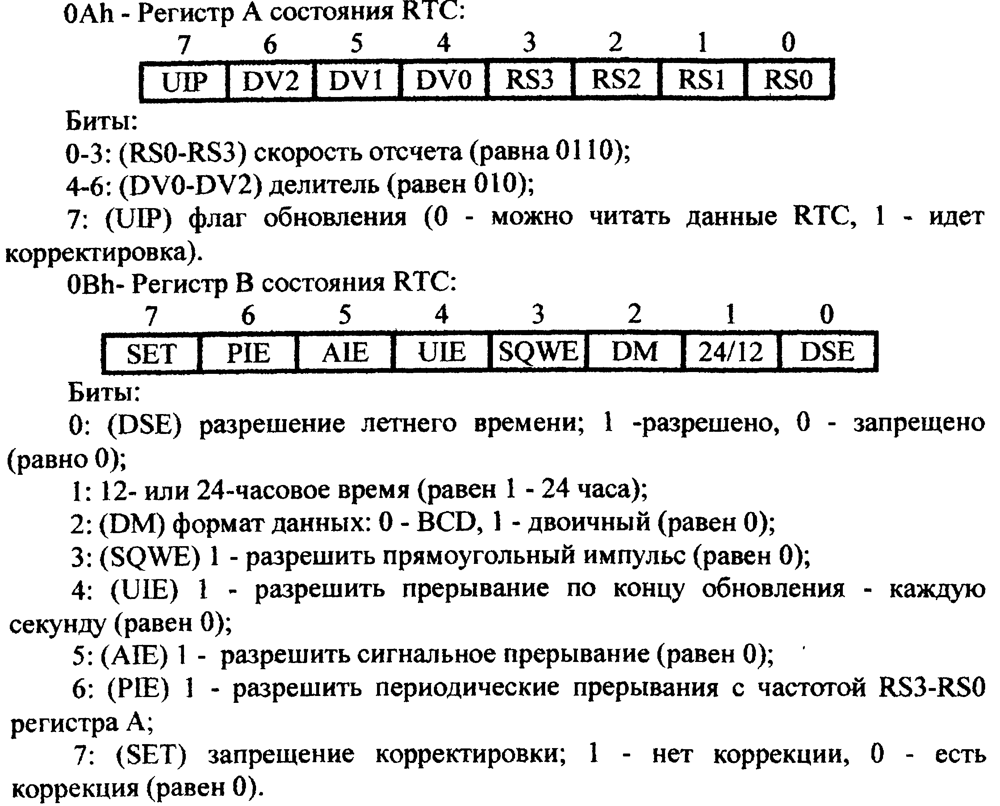 0Ah - Регистр А состояния RTC:
7 6 5 4 3 2 1 0
UIP DV2 DV1 DV0 RS3 RS2 RS1 RS0
Биты:
0-3: (RS0-RS3) скорость отсчета (равна 0110);
4-6: (DV0-DV2) делитель (равен 010);
7: (UIP) флаг обновления (0 - можно читать данные RTC, 1 - идет
корректировка).
0Bh- Регистр В состояния RTC:
7 6 5 4 3 2 1 0
SET PIE AIE UIE SQWE DM 24/12 DSE
Биты:
0: (DSE) разрешение летнего времени; 1 -разрешено, 0 - запрещено
(равно 0);
1: 12- или 24-часовое время (равен 1 - 24 часа);
2: (DM) формат данных: 0 - BCD, 1 - двоичный (равен 0);
3: (SQWE) 1 - разрешить прямоугольный импульс (равен 0);
4: (UIE) 1 - разрешить прерывание по концу обновления - каждую
секунду (равен 0);
5: (AIE) 1 - разрешить сигнальное прерывание (равен 0);
6: (PIE) 1 - разрешить периодические прерывания с частотой RS3-RS0
регистра А;
7: (SET) запрещение корректировки; 1 - нет коррекции, 0 - есть
коррекция (равен 0).